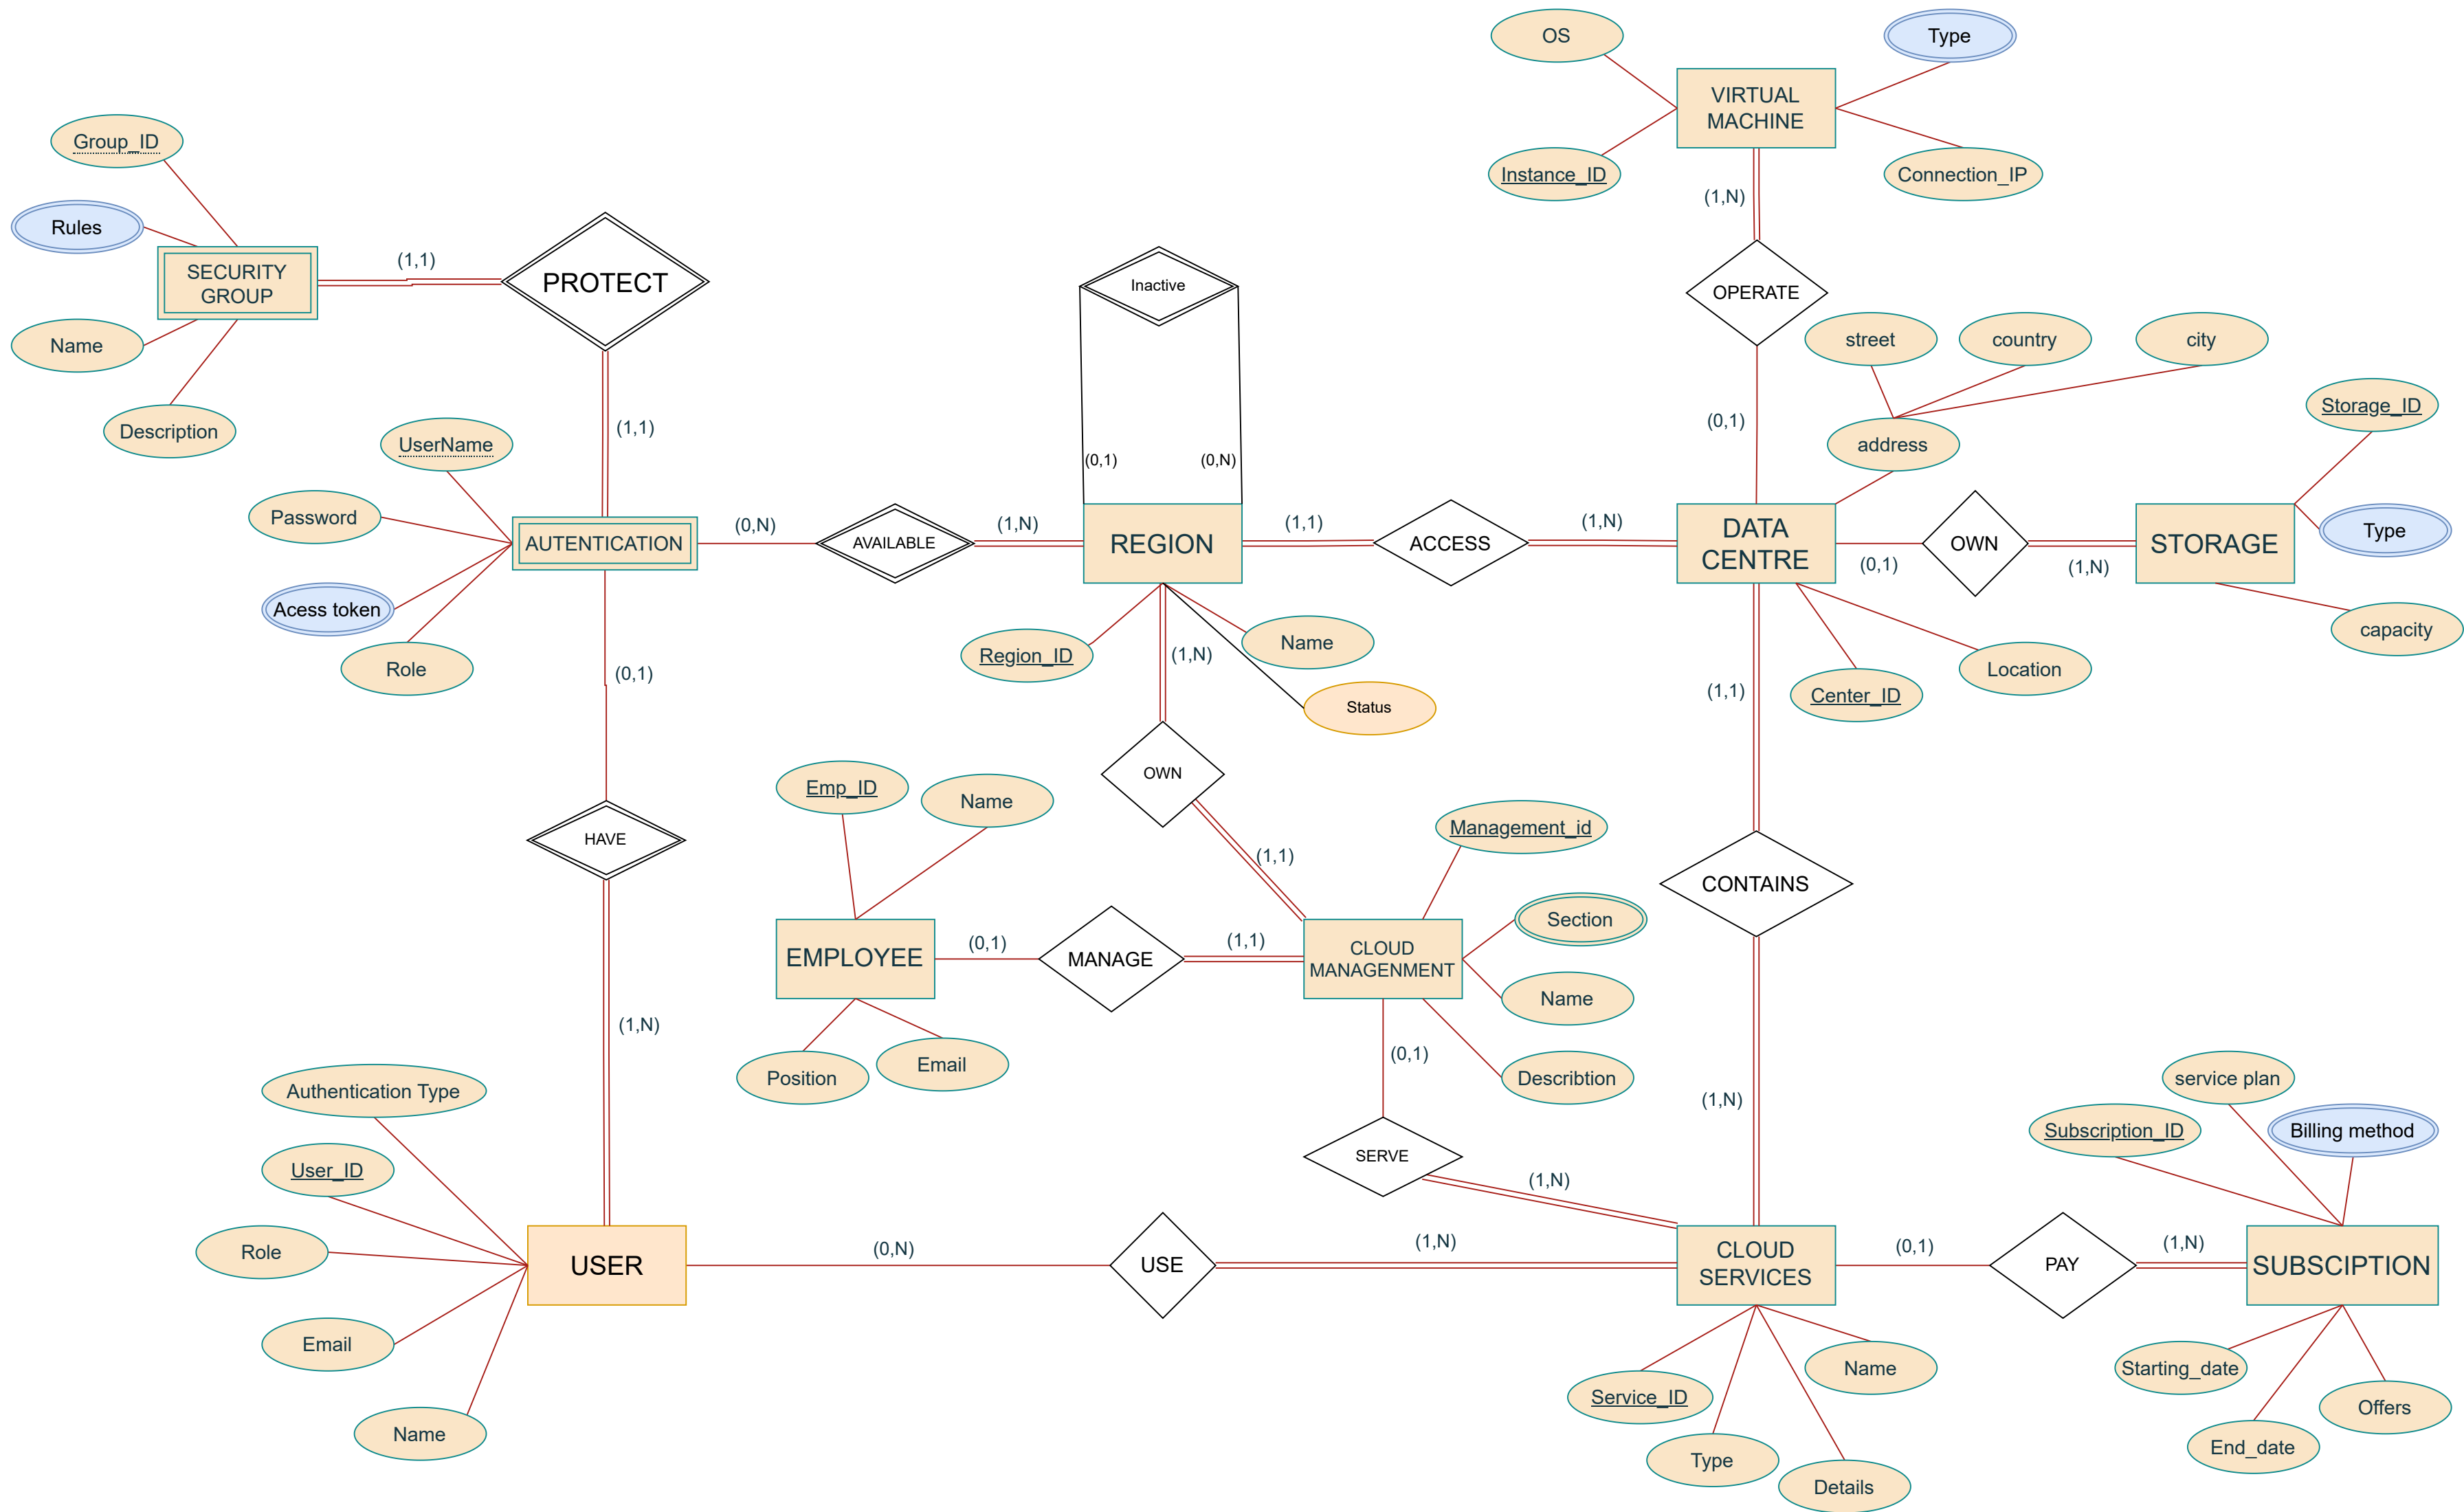 OS
Type
VIRTUAL
MACHINE
Group_ID
Instance_ID
Connection_IP
(1,N)
Rules
SECURITY
GROUP
(1,1)
PROTECT
Inactive
OPERATE
Name
street
country
city
Description
UserName
(1,1)
(0,1)
(0,N)
(0,1)
address
Storage_ID
Password
AUTENTICATION
(0,N)
AVAILABLE
(1,N)
REGION
(1,1)
ACCESS
(1,N)
DATA
CENTRE
(0,1)
OWN
(1,N)
STORAGE
Type
Acess token
Role
(0,1)
Region_ID
(1,N)
Name
Status
(1,1)
Center_ID
Location
capacity
OWN
Emp_ID
Name
HAVE
(1,1)
Management_id
CONTAINS
EMPLOYEE
(0,1)
MANAGE
(1,1)
CLOUD
MANAGENMENT
Section
Name
(1,N)
Position
Email
(0,1)
Describtion
Authentication Type
(1,N)
service plan
Subscription_ID
Billing method
User_ID
SERVE
(1,N)
Role
USER
(0,N)
USE
(1,N)
CLOUD
SERVICES
(0,1)
PAY
(1,N)
SUBSCIPTION
Email
Name
Service_ID
Name
Type
Details
Starting_date
End_date
Offers